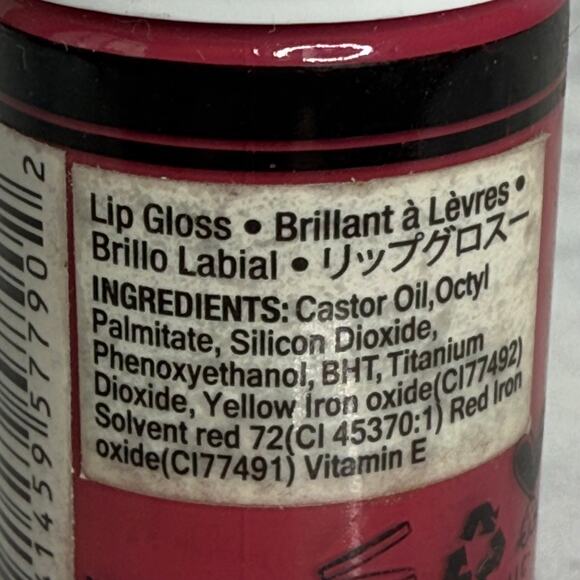 Lip Gloss • Brillant à Lèvres •
Brillo Labial • リップグロスー
INGREDIENTS: Castor Oil,Octyl
Palmitate, Silicon Dioxide,
Phenoxyethanol, BHT, Titanium
Dioxide, Yellow Iron oxide(CI77492)
Solvent red 72(CI 45370:1) Red Iron
oxide(CI77491) Vitamin E
1459577902